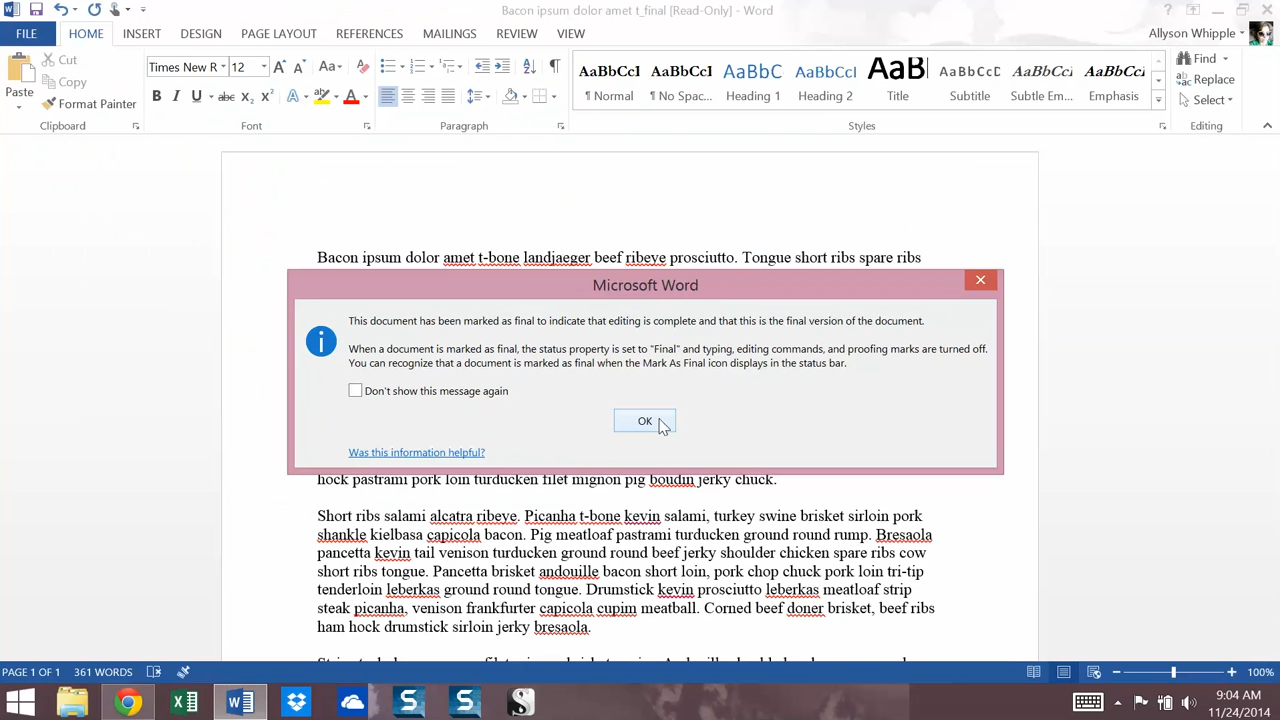 Bacon ipsum dolor amet t_final [Read-Only] - Word
FILE HOME INSERT DESIGN PAGE LAYOUT REFERENCES MAILINGS REVIEW VIEW Allyson Whipple
Paste
Cut
Copy
Format Painter
Clipboard
Times New R 12
Font
Paragraph
AaBbCcI AaBbCcI AaBbC AaBbCcI AaB AaBbCcD AaBbCcI AaBbCcI
¶ Normal ¶ No Spac... Heading 1 Heading 2 Title Subtitle Subtle Em... Emphasis
Styles
Find
Replace
Select
Editing
Bacon ipsum dolor amet t-bone landjaeger beef ribeye prosciutto. Tongue short ribs spare ribs
Microsoft Word
This document has been marked as final to indicate that editing is complete and that this is the final version of the document.
When a document is marked as final, the status property is set to "Final" and typing, editing commands, and proofing marks are turned off.
You can recognize that a document is marked as final when the Mark As Final icon displays in the status bar.
Don't show this message again
OK
Was this information helpful?
hock pastrami pork loin turducken filet mignon pig boudin jerky chuck.
Short ribs salami alcatra ribeye. Picanha t-bone kevin salami, turkey swine brisket sirloin pork
shankle kielbasa capicola bacon. Pig meatloaf pastrami turducken ground round rump. Bresaola
pancetta kevin tail venison turducken ground round beef jerky shoulder chicken spare ribs cow
short ribs tongue. Pancetta brisket andouille bacon short loin, pork chop chuck pork loin tri-tip
tenderloin leberkas ground round tongue. Drumstick kevin prosciutto leberkas meatloaf strip
steak picanha, venison frankfurter capicola cupim meatball. Corned beef doner brisket, beef ribs
ham hock drumstick sirloin jerky bresaola.
PAGE 1 OF 1 361 WORDS 100%
9:04 AM
11/24/2014